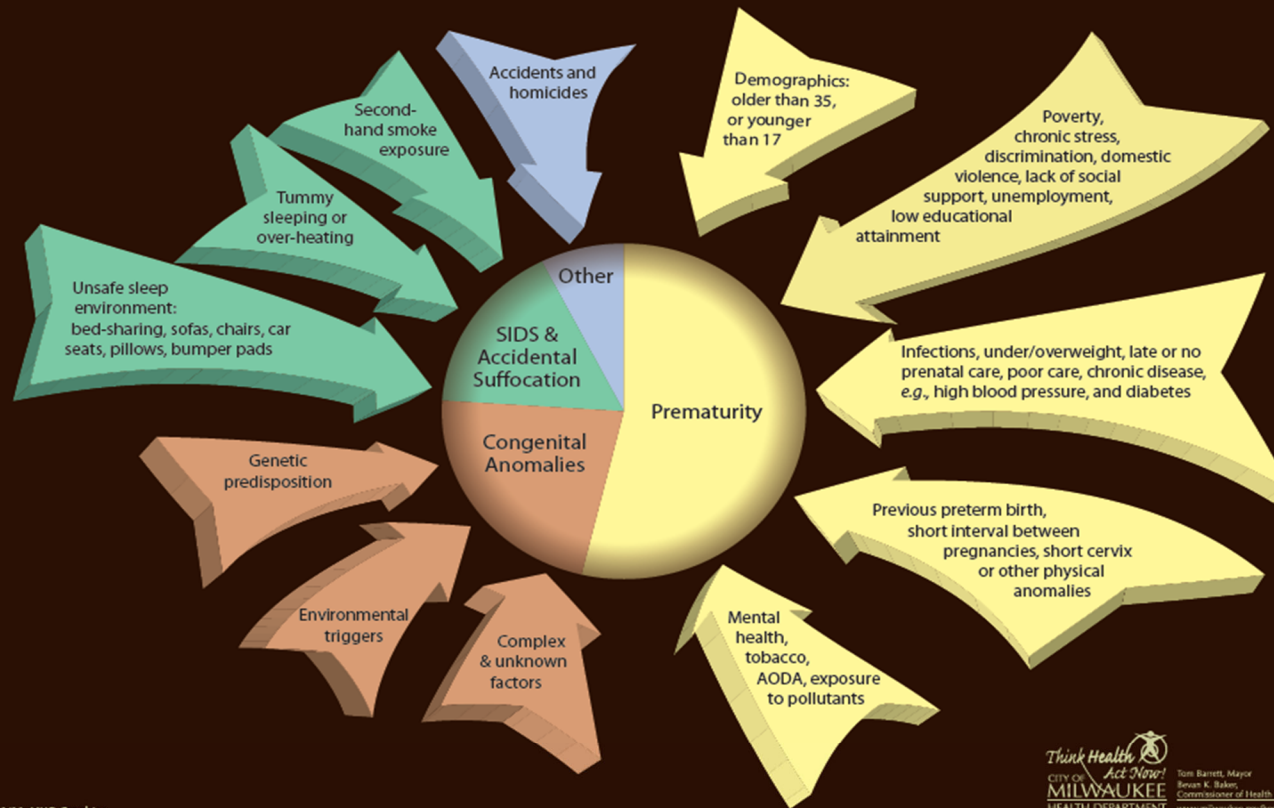 Accidents and
homicides
Second-
hand smoke
exposure
Tummy
sleeping or
over-heating
Unsafe sleep
environment:
bed-sharing, sofas, chairs, car
seats, pillows, bumper pads
Demographics:
older than 35,
or younger
than 17
Poverty,
chronic stress,
discrimination, domestic
violence, lack of social
support, unemployment,
low educational
attainment
Other
SIDS &
Accidental
Suffocation
Prematurity
Congenital
Anomalies
Infections, under/overweight, late or no
prenatal care, poor care, chronic disease,
e.g., high blood pressure, and diabetes
Genetic
predisposition
Environmental
triggers
Complex
& unknown
factors
Previous preterm birth,
short interval between
pregnancies, short cervix
or other physical
anomalies
Mental
health,
tobacco,
AODA, exposure
to pollutants
Think Health
Act Now!
CITY OF
MILWAUKEE
HEALTH DEPARTMENT
Tom Barrett, Mayor
Bevan K. Baker,
Commissioner of Health